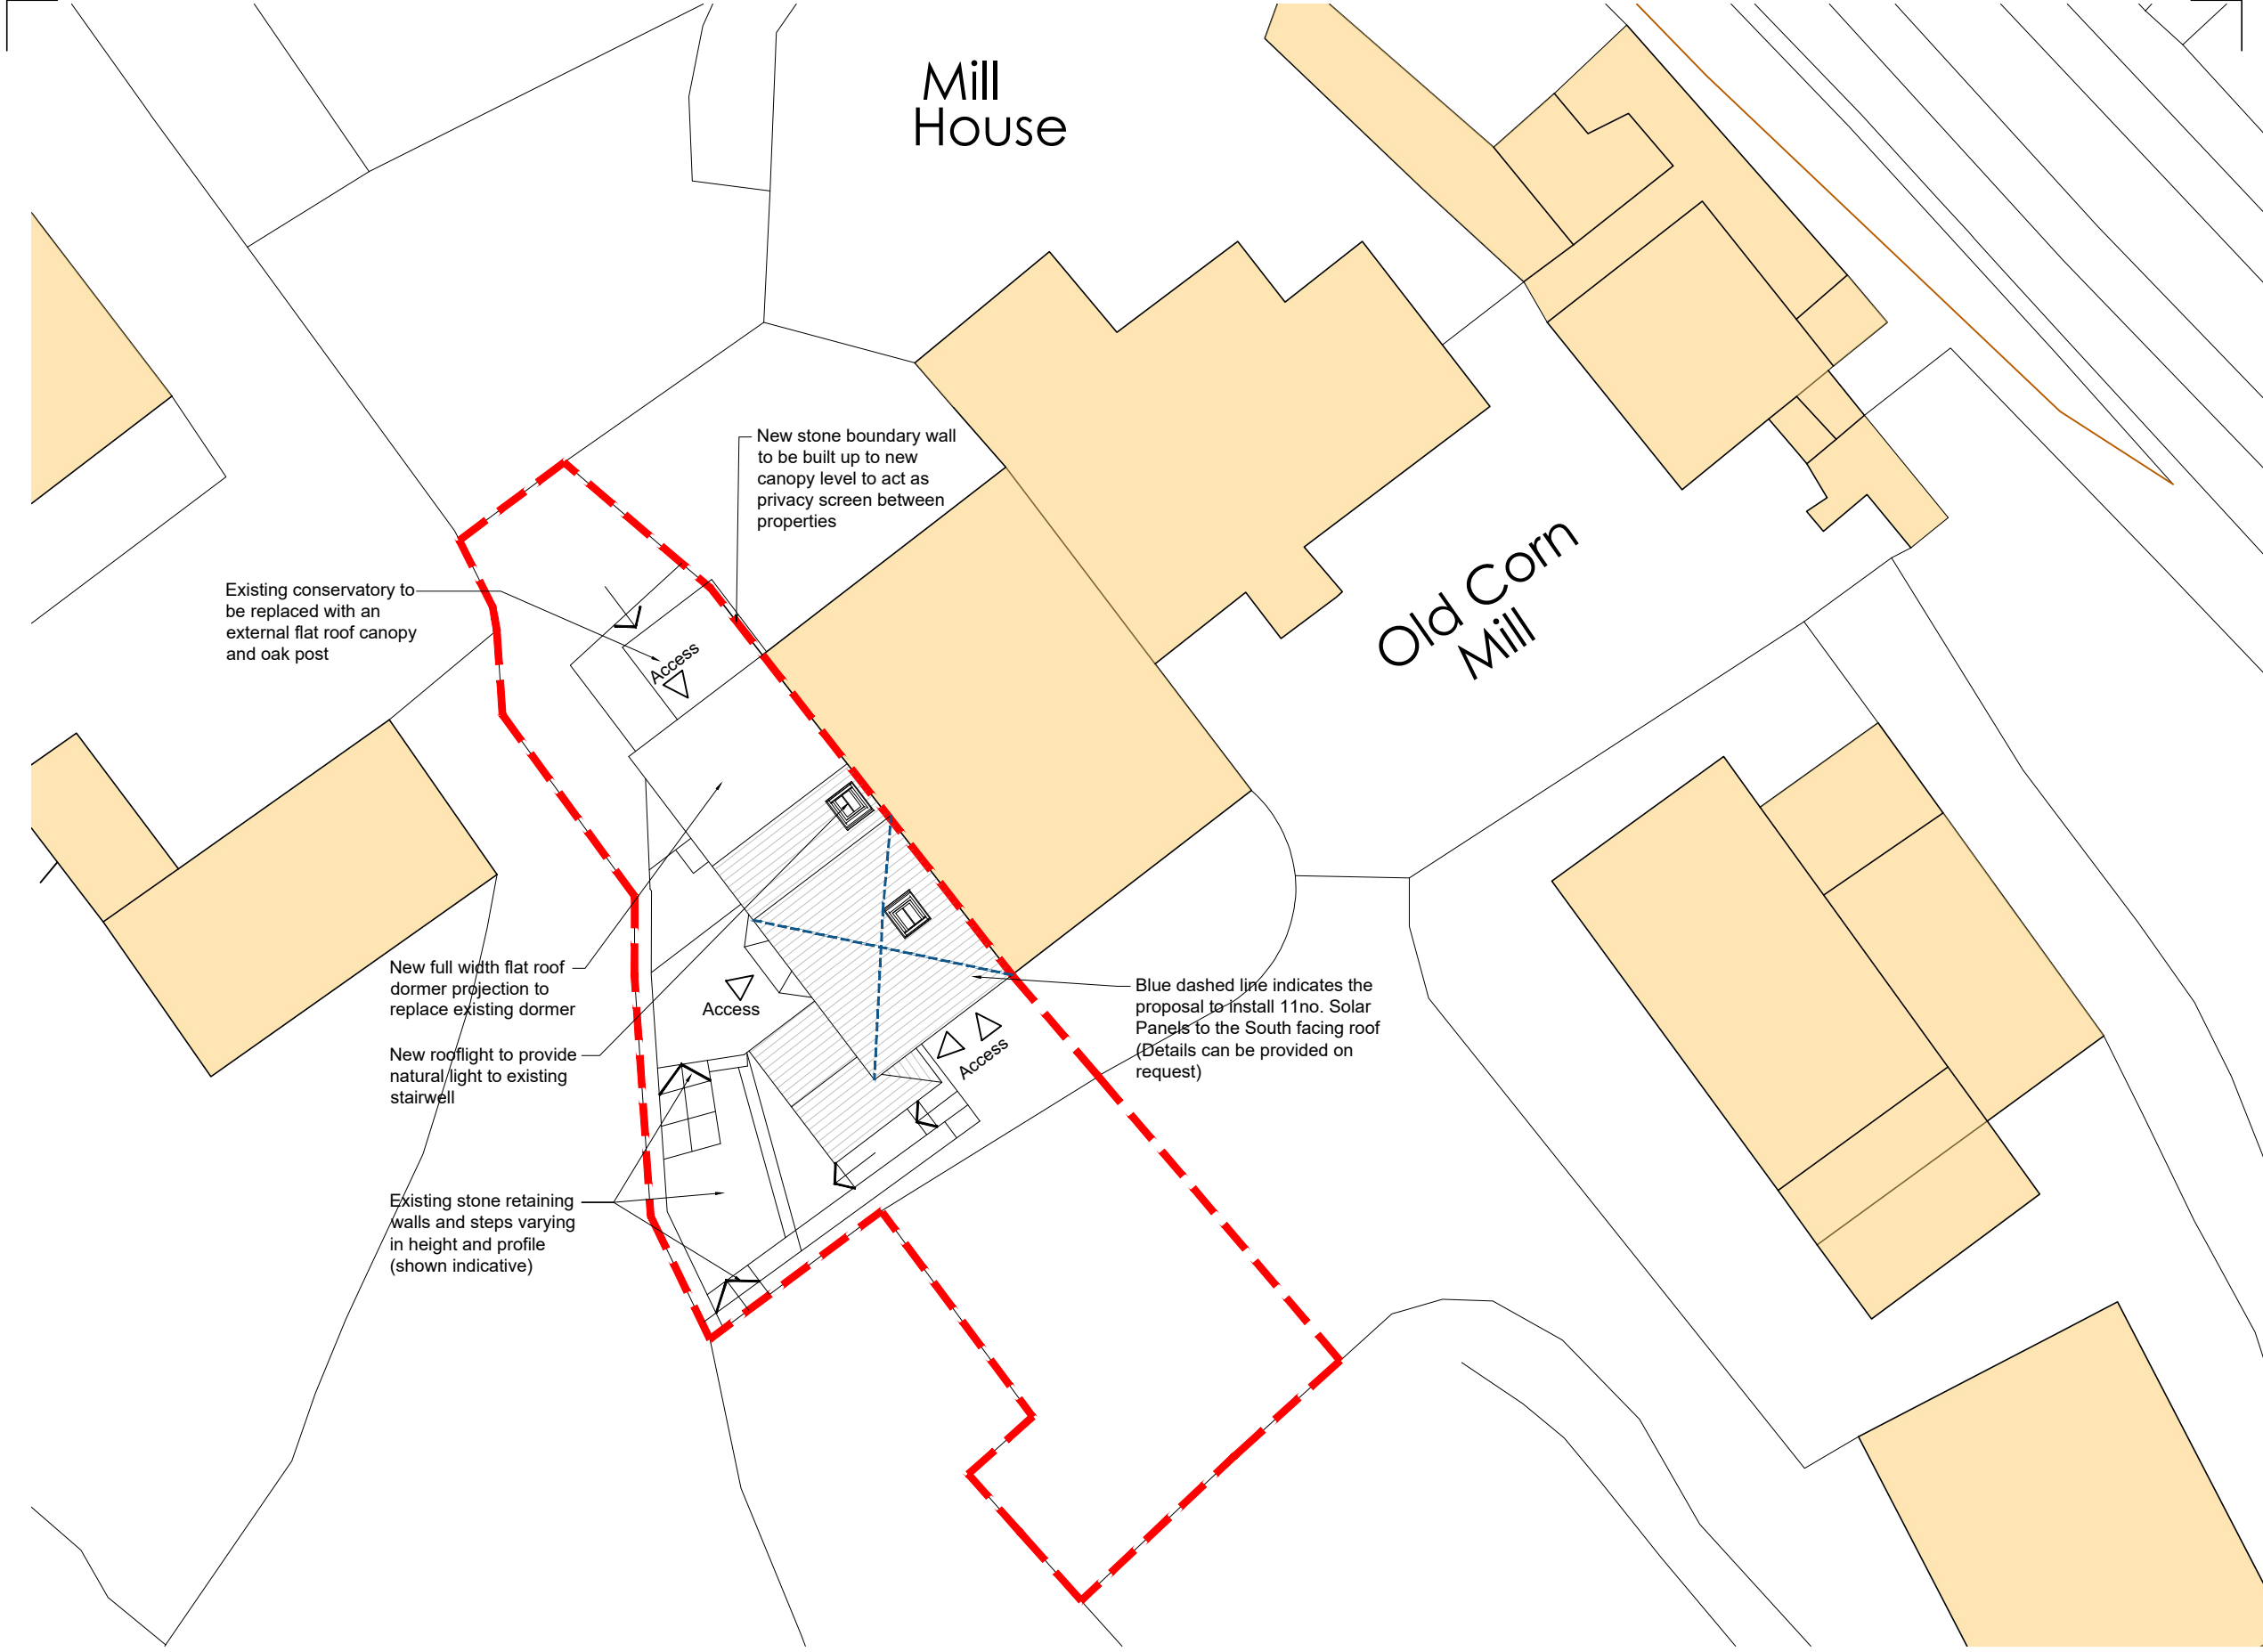 Mill
House
New stone boundary wall
to be built up to new
canopy level to act as
privacy screen between
properties
Old Corn
Mill
Existing conservatory to
be replaced with an
external flat roof canopy
and oak post
Access
New full width flat roof
dormer projection to
replace existing dormer
Access
Blue dashed line indicates the
proposal to install 11no. Solar
Panels to the South facing roof
(Details can be provided on
request)
Access
New rooflight to provide
natural light to existing
stairwell
Existing stone retaining
walls and steps varying
in height and profile
(shown indicative)